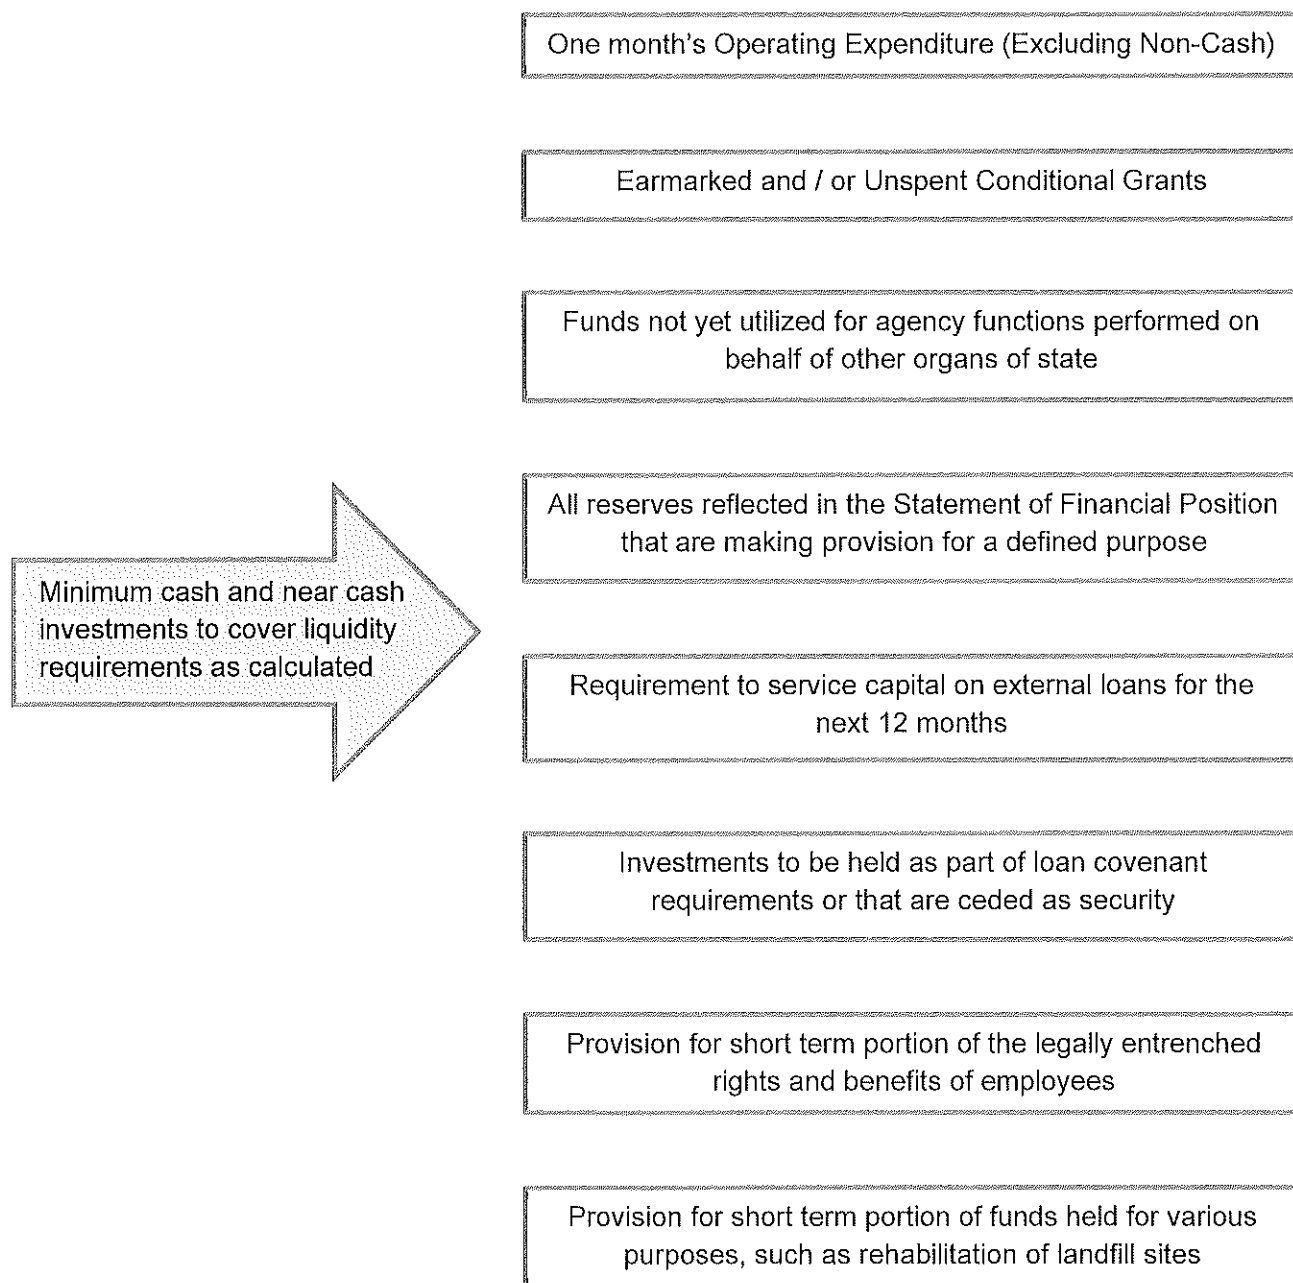 One month's Operating Expenditure (Excluding Non-Cash)
Earmarked and / or Unspent Conditional Grants
Funds not yet utilized for agency functions performed on
behalf of other organs of state
All reserves reflected in the Statement of Financial Position
that are making provision for a defined purpose
Minimum cash and near cash
investments to cover liquidity
requirements as calculated
Requirement to service capital on external loans for the
next 12 months
Investments to be held as part of loan covenant
requirements or that are ceded as security
Provision for short term portion of the legally entrenched
rights and benefits of employees
Provision for short term portion of funds held for various
purposes, such as rehabilitation of landfill sites